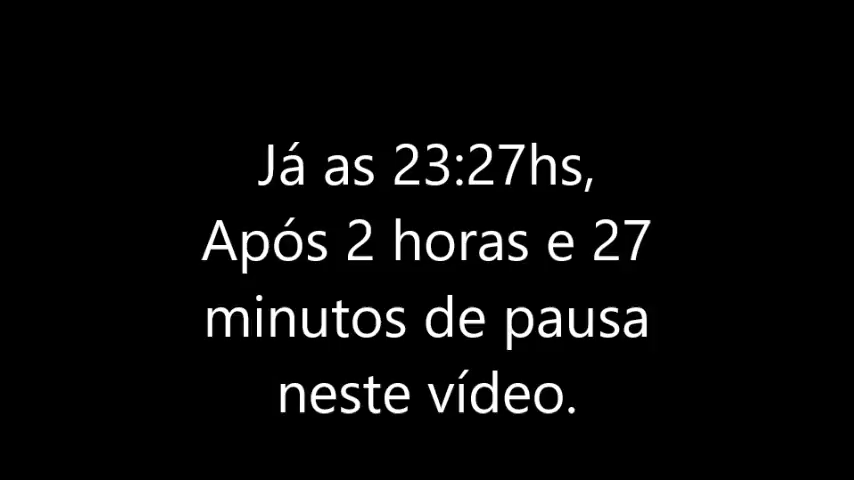 Já as 23:27hs,
Após 2 horas e 27
minutos de pausa
neste vídeo.